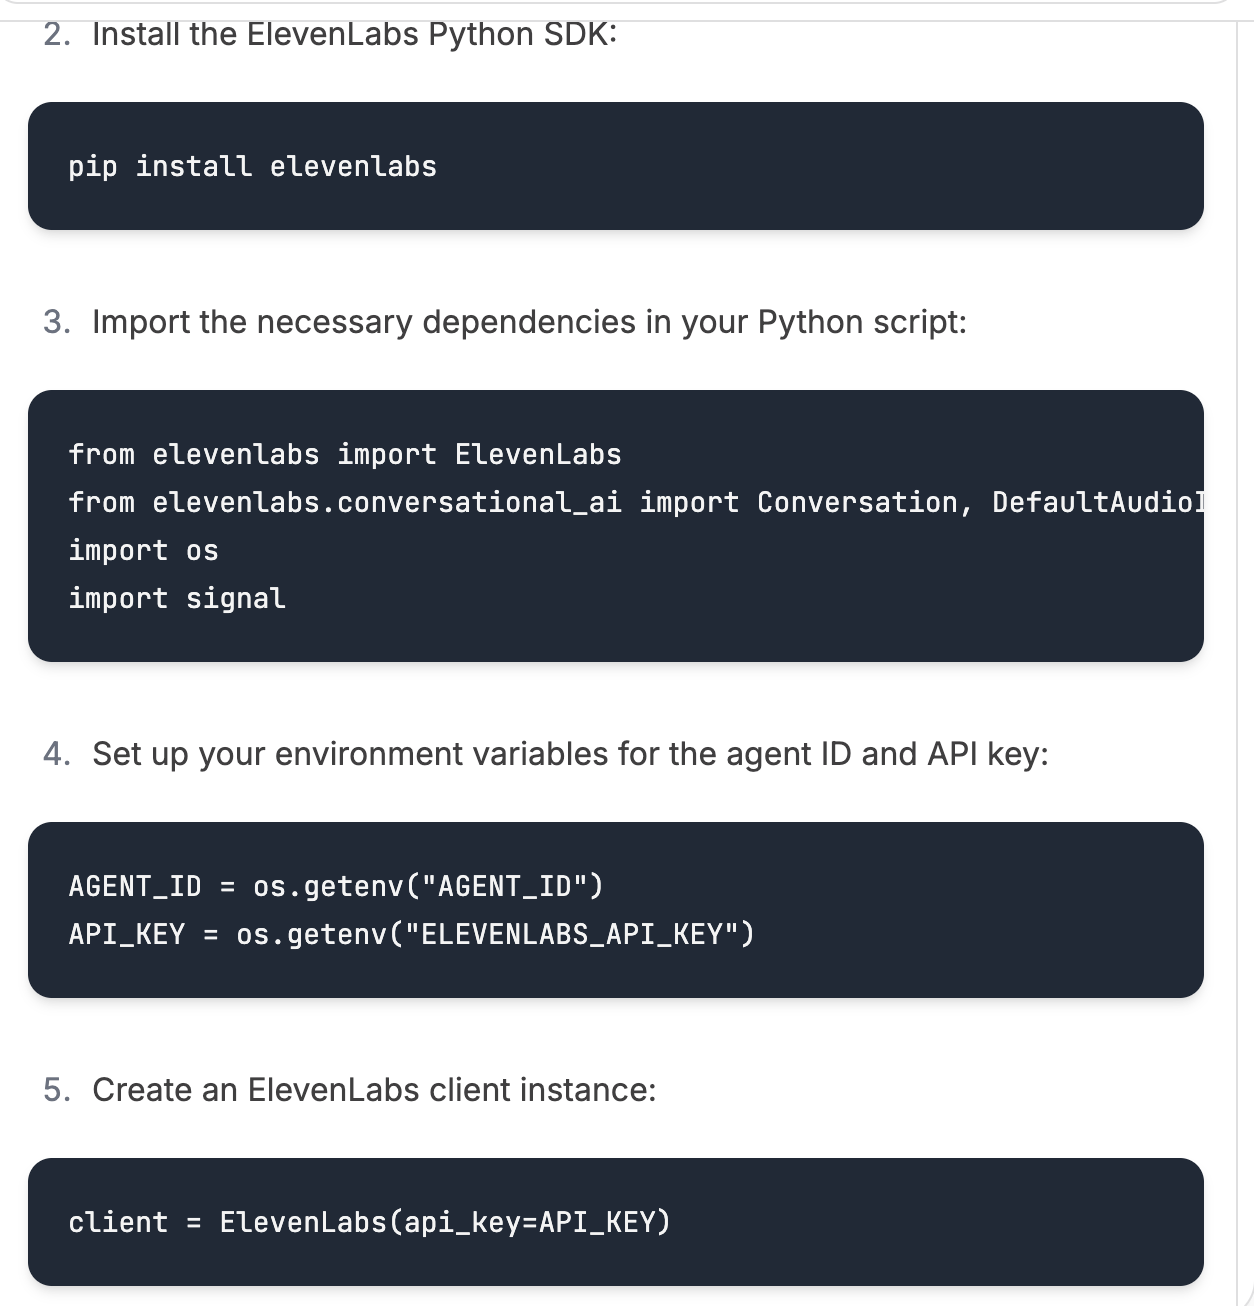 2. Install the ElevenLabs Python SDK:
pip install elevenlabs
3. Import the necessary dependencies in your Python script:
from elevenlabs import ElevenLabs
from elevenlabs.conversational_ai import Conversation, DefaultAudioI
import os
import signal
4. Set up your environment variables for the agent ID and API key:
AGENT_ID = os.getenv("AGENT_ID")
API_KEY = os.getenv("ELEVENLABS_API_KEY")
5. Create an ElevenLabs client instance:
client = ElevenLabs(api_key=API_KEY)